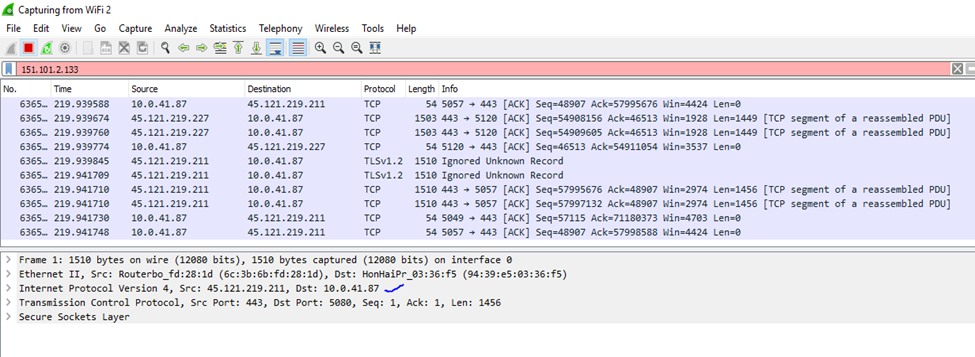 Capturing from WiFi 2
File Edit View Go Capture Analyze Statistics Telephony Wireless Tools Help
151.101.2.133
No. Time Source Destination Protocol Length Info
6365… 219.939588 10.0.41.87 45.121.219.211 TCP 54 5057 → 443 [ACK] Seq=48907 Ack=57995676 Win=4424 Len=0
6365… 219.939674 45.121.219.227 10.0.41.87 TCP 1503 443 → 5120 [ACK] Seq=54908156 Ack=46513 Win=1928 Len=1449 [TCP segment of a reassembled PDU]
6365… 219.939760 45.121.219.227 10.0.41.87 TCP 1503 443 → 5120 [ACK] Seq=54909605 Ack=46513 Win=1928 Len=1449 [TCP segment of a reassembled PDU]
6365… 219.939774 10.0.41.87 45.121.219.227 TCP 54 5120 → 443 [ACK] Seq=46513 Ack=54911054 Win=3537 Len=0
6365… 219.939845 45.121.219.211 10.0.41.87 TLSv1.2 1510 Ignored Unknown Record
6365… 219.941709 45.121.219.211 10.0.41.87 TLSv1.2 1510 Ignored Unknown Record
6365… 219.941710 45.121.219.211 10.0.41.87 TCP 1510 443 → 5057 [ACK] Seq=57995676 Ack=48907 Win=2974 Len=1456 [TCP segment of a reassembled PDU]
6365… 219.941710 45.121.219.211 10.0.41.87 TCP 1510 443 → 5057 [ACK] Seq=57997132 Ack=48907 Win=2974 Len=1456 [TCP segment of a reassembled PDU]
6365… 219.941730 10.0.41.87 45.121.219.211 TCP 54 5049 → 443 [ACK] Seq=57115 Ack=71180373 Win=4703 Len=0
6365… 219.941748 10.0.41.87 45.121.219.211 TCP 54 5057 → 443 [ACK] Seq=48907 Ack=57998588 Win=4424 Len=0
Frame 1: 1510 bytes on wire (12080 bits), 1510 bytes captured (12080 bits) on interface 0
Ethernet II, Src: Routerbo_fd:28:1d (6c:3b:6b:fd:28:1d), Dst: HonHaiPr_03:36:f5 (94:39:e5:03:36:f5)
Internet Protocol Version 4, Src: 45.121.219.211, Dst: 10.0.41.87
Transmission Control Protocol, Src Port: 443, Dst Port: 5080, Seq: 1, Ack: 1, Len: 1456
Secure Sockets Layer